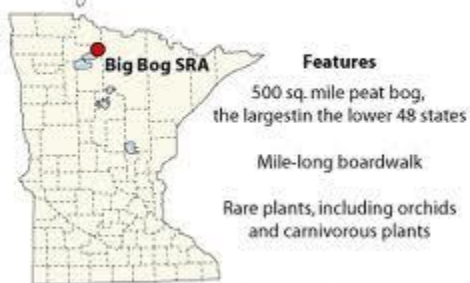 Big Bog SRA
Features
500 sq. mile peat bog,
the largestin the lower 48 states
Mile-long boardwalk
Rare plants, including orchids
and carnivorous plants